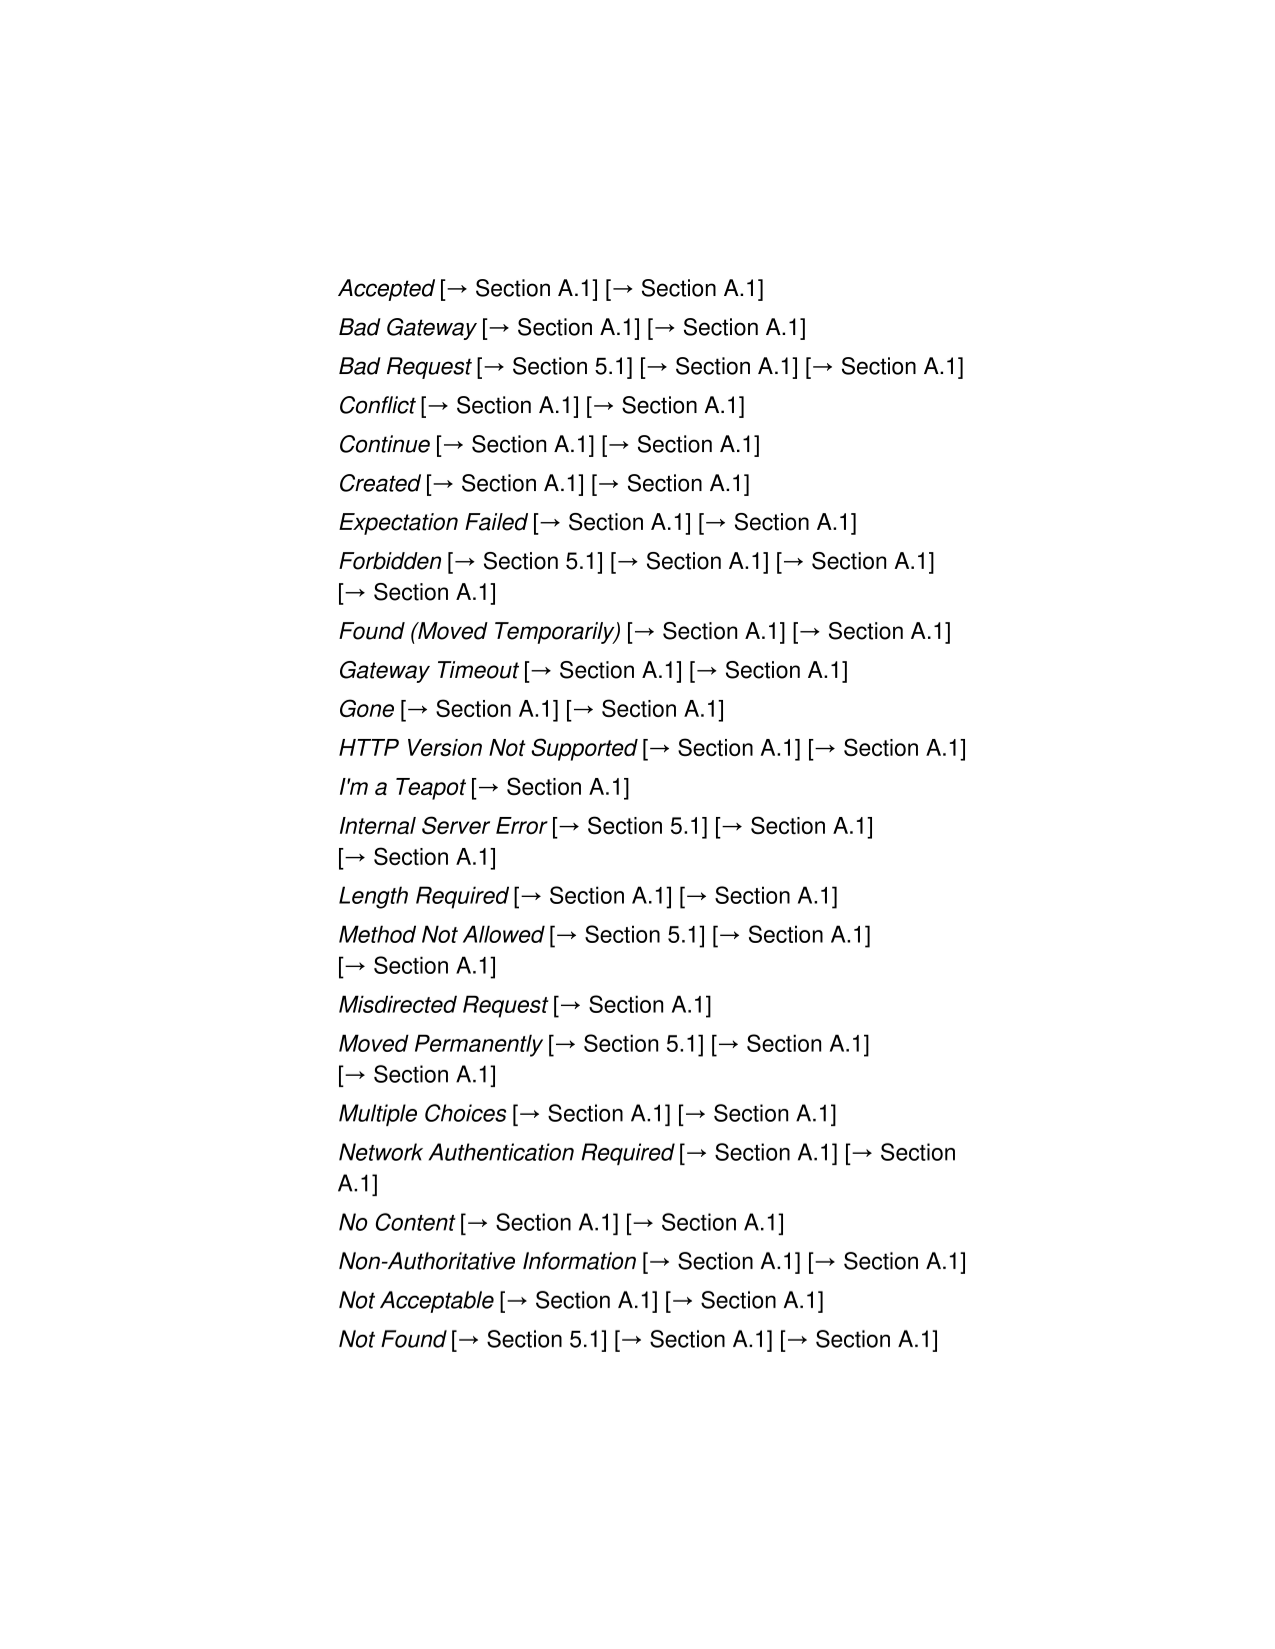 Accepted [→ Section A.1] [→ Section A.1]
Bad Gateway [→ Section A.1] [→ Section A.1]
Bad Request [→ Section 5.1] [→ Section A.1] [→ Section A.1]
Conflict [→ Section A.1] [→ Section A.1]
Continue [→ Section A.1] [→ Section A.1]
Created [→ Section A.1] [→ Section A.1]
Expectation Failed [→ Section A.1] [→ Section A.1]
Forbidden [→ Section 5.1] [→ Section A.1] [→ Section A.1]
[→ Section A.1]
Found (Moved Temporarily) [→ Section A.1] [→ Section A.1]
Gateway Timeout [→ Section A.1] [→ Section A.1]
Gone [→ Section A.1] [→ Section A.1]
HTTP Version Not Supported [→ Section A.1] [→ Section A.1]
I'm a Teapot [→ Section A.1]
Internal Server Error [→ Section 5.1] [→ Section A.1]
[→ Section A.1]
Length Required [→ Section A.1] [→ Section A.1]
Method Not Allowed [→ Section 5.1] [→ Section A.1]
[→ Section A.1]
Misdirected Request [→ Section A.1]
Moved Permanently [→ Section 5.1] [→ Section A.1]
[→ Section A.1]
Multiple Choices [→ Section A.1] [→ Section A.1]
Network Authentication Required [→ Section A.1] [→ Section
A.1]
No Content [→ Section A.1] [→ Section A.1]
Non-Authoritative Information [→ Section A.1] [→ Section A.1]
Not Acceptable [→ Section A.1] [→ Section A.1]
Not Found [→ Section 5.1] [→ Section A.1] [→ Section A.1]